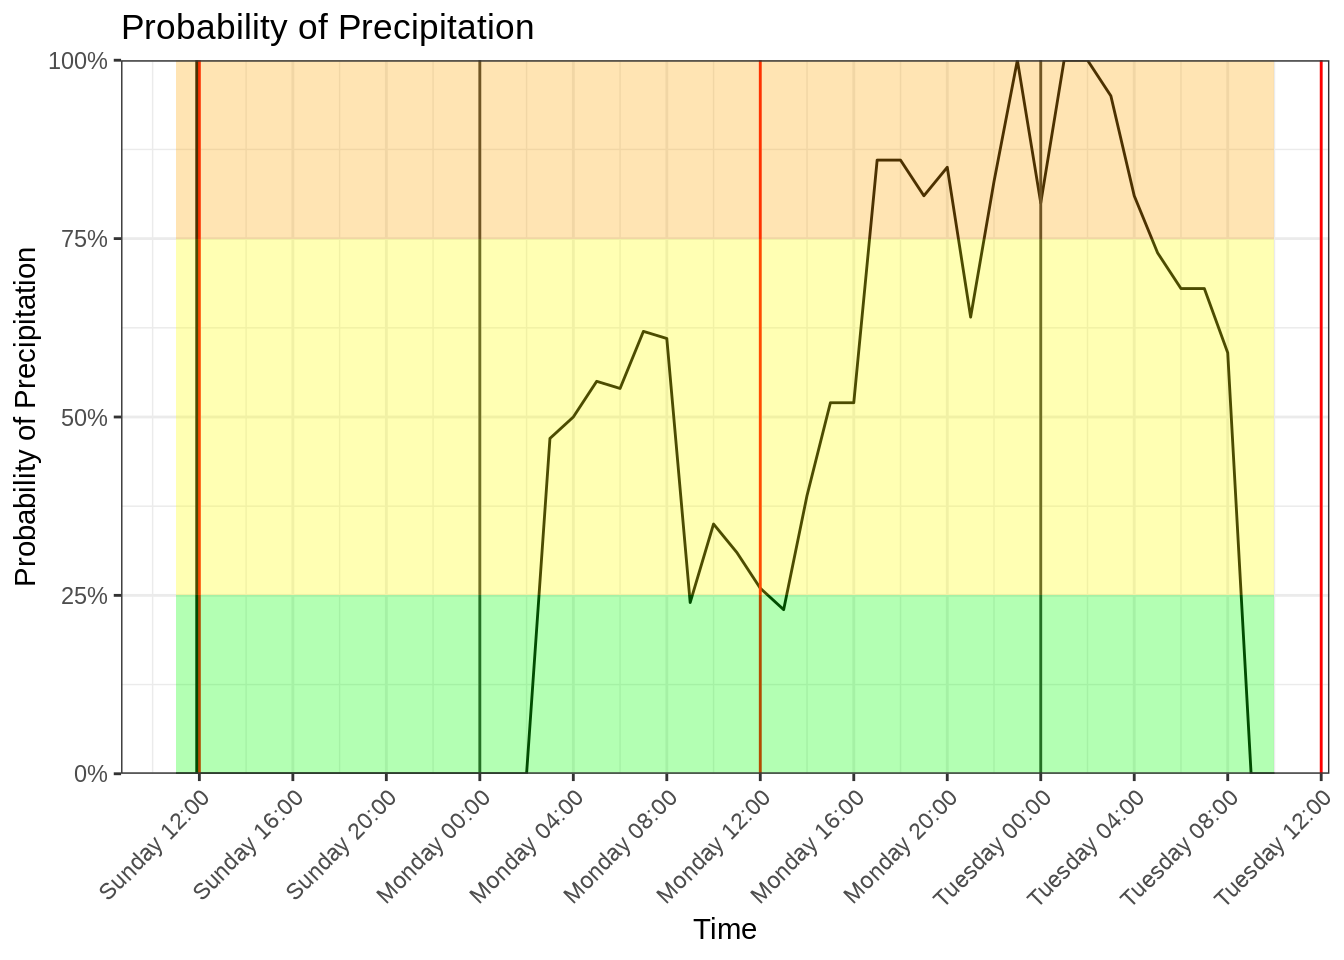 Probability of Precipitation
Probability of Precipitation
100%
75%
50%
25%
0%
Sunday 12:00
Sunday 16:00
Sunday 20:00
Monday 00:00
Monday 04:00
Monday 08:00
Monday 12:00
Monday 16:00
Monday 20:00
Tuesday 00:00
Tuesday 04:00
Tuesday 08:00
Tuesday 12:00
Time